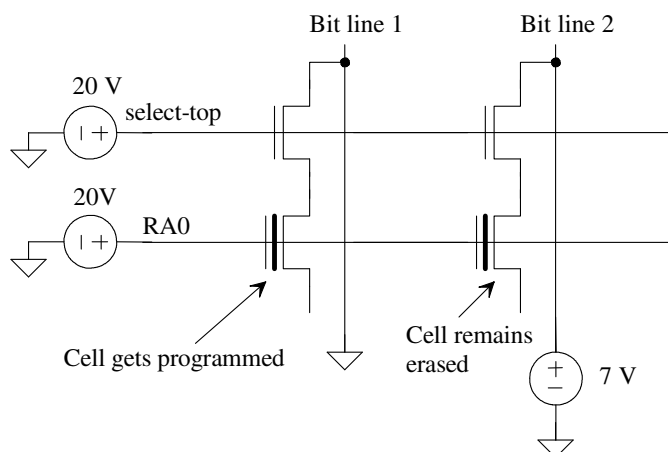 Bit line 1
Bit line 2
20 V
select-top
20V
RA0
Cell gets programmed
Cell remains
erased
7 V